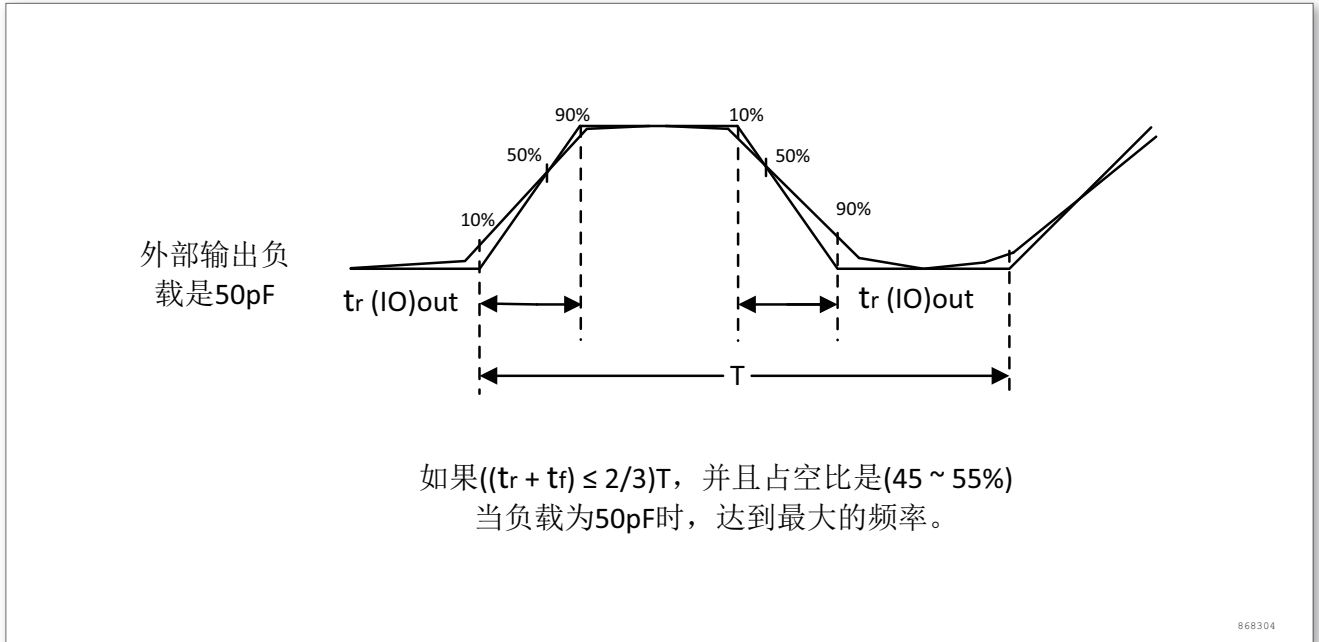 90%
10%
50%
50%
10%
90%
外部输出负
载是50pF
tr (IO)out
tr (IO)out
T
如果((tr + tf) ≤ 2/3)T，并且占空比是(45 ~ 55%)
当负载为50pF时，达到最大的频率。
868304